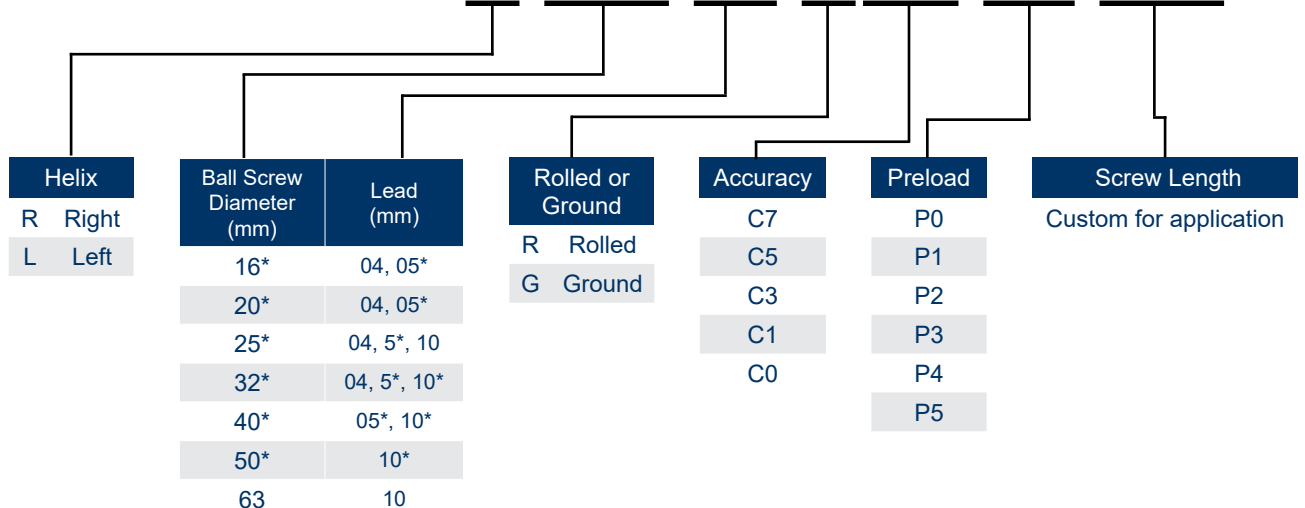 Helix
R Right
L Left
Ball Screw
Diameter
(mm)
Lead
(mm)
16* 04, 05*
20* 04, 05*
25* 04, 5*, 10
32* 04, 5*, 10*
40* 05*, 10*
50* 10*
63 10
Rolled or
Ground
R Rolled
G Ground
Accuracy
C7
C5
C3
C1
C0
Preload
P0
P1
P2
P3
P4
P5
Screw Length
Custom for application